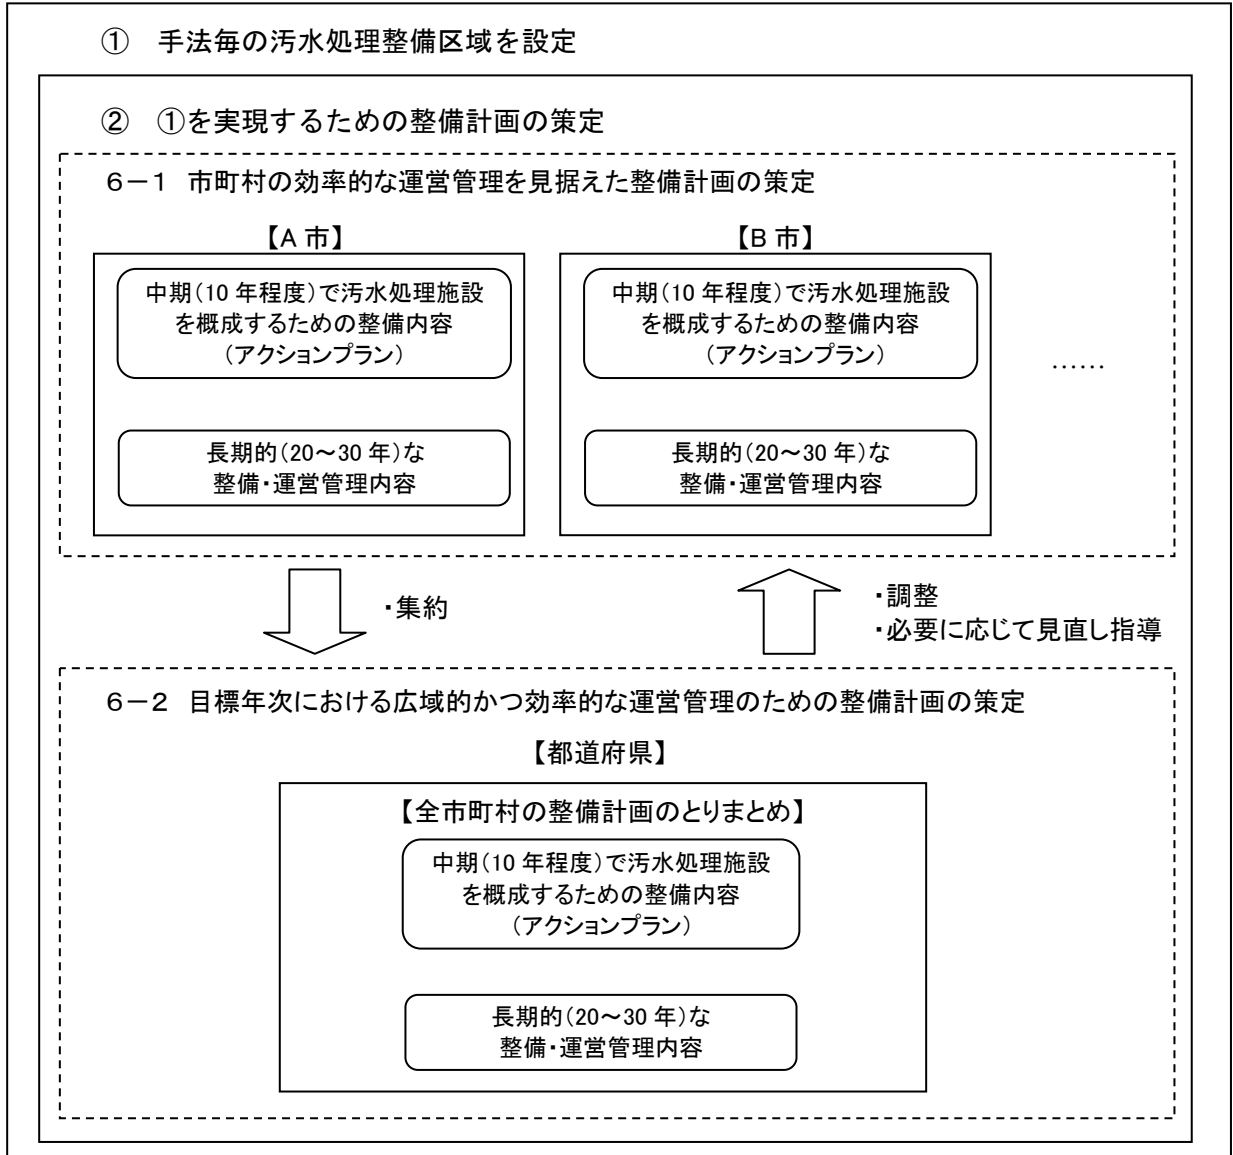 ① 手法毎の汚水処理整備区域を設定
② ①を実現するための整備計画の策定
6－1 市町村の効率的な運営管理を見据えた整備計画の策定
【A 市】
中期（10 年程度）で汚水処理施設
を概成するための整備内容
（アクションプラン）
長期的（20～30 年）な
整備・運営管理内容
【B 市】
中期（10 年程度）で汚水処理施設
を概成するための整備内容
（アクションプラン）
長期的（20～30 年）な
整備・運営管理内容
……
・集約
・調整
・必要に応じて見直し指導
6－2 目標年次における広域的かつ効率的な運営管理のための整備計画の策定
【都道府県】
【全市町村の整備計画のとりまとめ】
中期（10 年程度）で汚水処理施設
を概成するための整備内容
（アクションプラン）
長期的（20～30 年）な
整備・運営管理内容